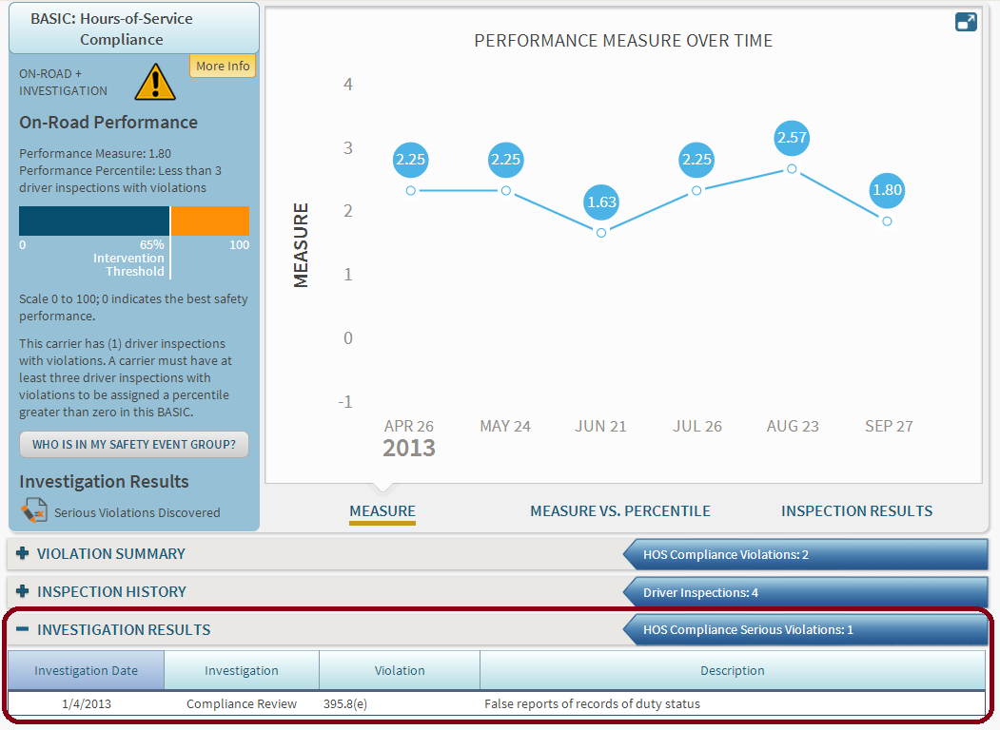 BASIC: Hours-of-Service
Compliance
More Info
ON-ROAD +
INVESTIGATION
On-Road Performance
Performance Measure: 1.80
Performance Percentile: Less than 3
driver inspections with violations
0 65% 100
Intervention
Threshold
Scale 0 to 100; 0 indicates the best safety
performance.
This carrier has (1) driver inspections
with violations. A carrier must have at
least three driver inspections with
violations to be assigned a percentile
greater than zero in this BASIC.
WHO IS IN MY SAFETY EVENT GROUP?
Investigation Results
Serious Violations Discovered
PERFORMANCE MEASURE OVER TIME
MEASURE
4
3
2
1
0
-1
2.25 2.25 1.63 2.25 2.57 1.80
APR 26 MAY 24 JUN 21 JUL 26 AUG 23 SEP 27
2013
MEASURE MEASURE VS. PERCENTILE INSPECTION RESULTS
VIOLATION SUMMARY HOS Compliance Violations: 2
INSPECTION HISTORY Driver Inspections: 4
INVESTIGATION RESULTS HOS Compliance Serious Violations: 1
Investigation Date Investigation Violation Description
1/4/2013 Compliance Review 395.8(e) False reports of records of duty status